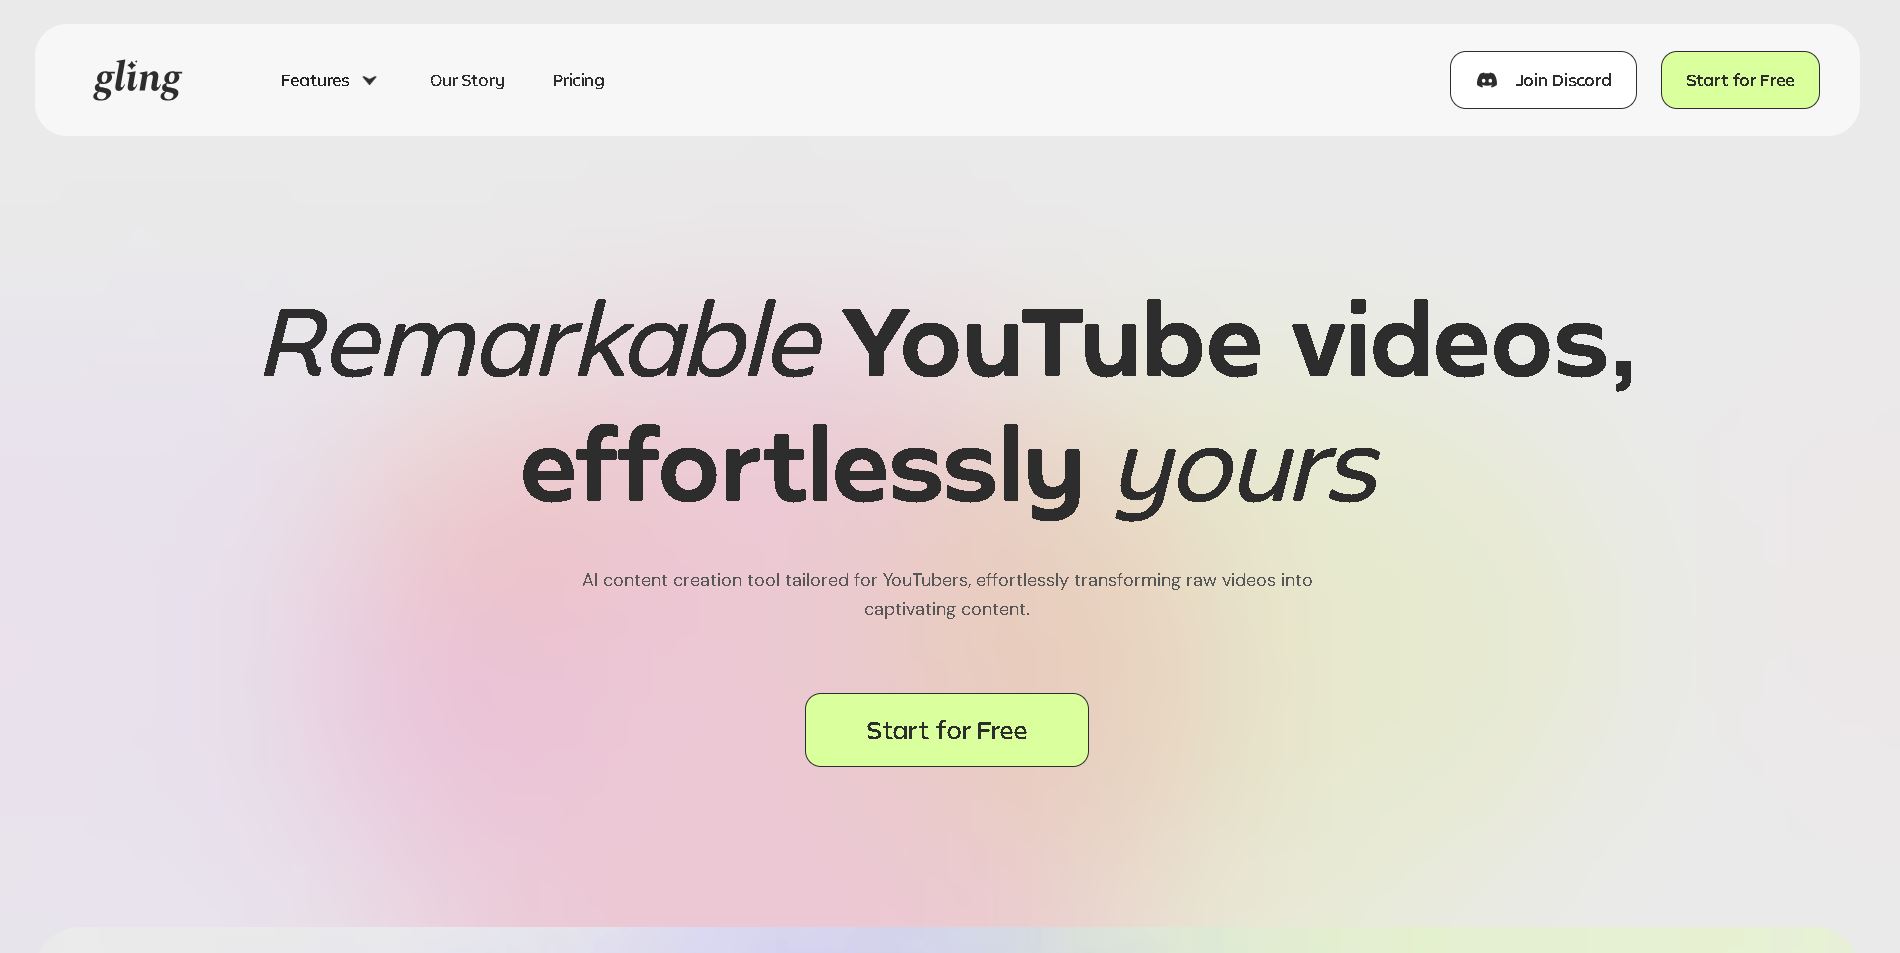 gling
Features
Our Story
Pricing
Join Discord
Start for Free
Remarkable YouTube videos,
effortlessly yours
AI content creation tool tailored for YouTubers, effortlessly transforming raw videos into
captivating content.
Start for Free